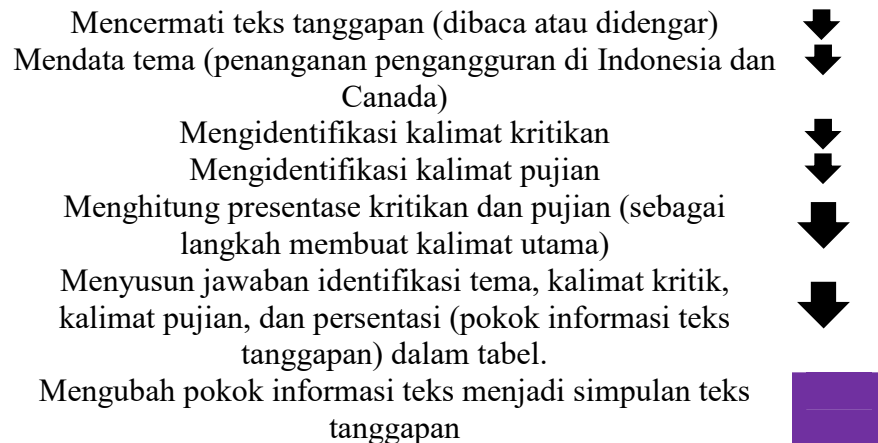 Mencermati teks tanggapan (dibaca atau didengar)
Mendata tema (penanganan pengangguran di Indonesia dan
Canada)
Mengidentifikasi kalimat kritikan
Mengidentifikasi kalimat pujian
Menghitung presentase kritikan dan pujian (sebagai
langkah membuat kalimat utama)
Menyusun jawaban identifikasi tema, kalimat kritik,
kalimat pujian, dan persentasi (pokok informasi teks
tanggapan) dalam tabel.
Mengubah pokok informasi teks menjadi simpulan teks
tanggapan